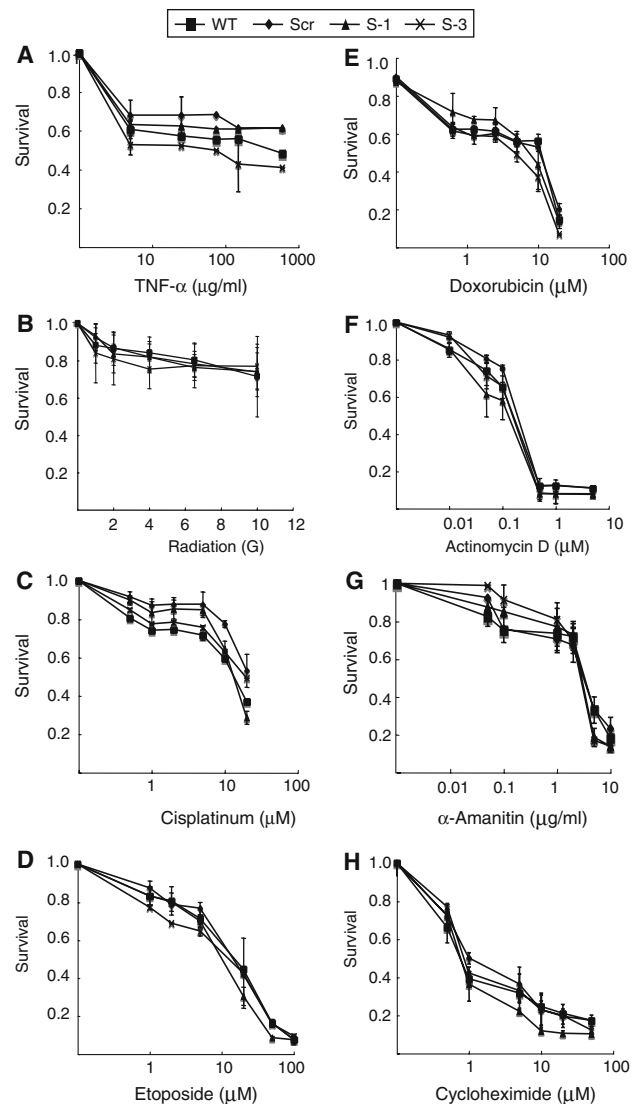 WT Scr S-1 S-3
A
Survival
1.0
0.8
0.6
0.4
0.2
10 100 1000
TNF-α (µg/ml)
B
Survival
1.0
0.8
0.6
0.4
0.2
2 4 6 8 10 12
Radiation (G)
C
Survival
1.0
0.8
0.6
0.4
0.2
1 10 100
Cisplatinum (µM)
D
Survival
1.0
0.8
0.6
0.4
0.2
1 10 100
Etoposide (µM)
E
Survival
1.0
0.8
0.6
0.4
0.2
1 10 100
Doxorubicin (µM)
F
Survival
1.0
0.8
0.6
0.4
0.2
0.01 0.1 1 10
Actinomycin D (µM)
G
Survival
1.0
0.8
0.6
0.4
0.2
0.01 0.1 1 10
α-Amanitin (µg/ml)
H
Survival
1.0
0.8
0.6
0.4
0.2
1 10 100
Cycloheximide (µM)